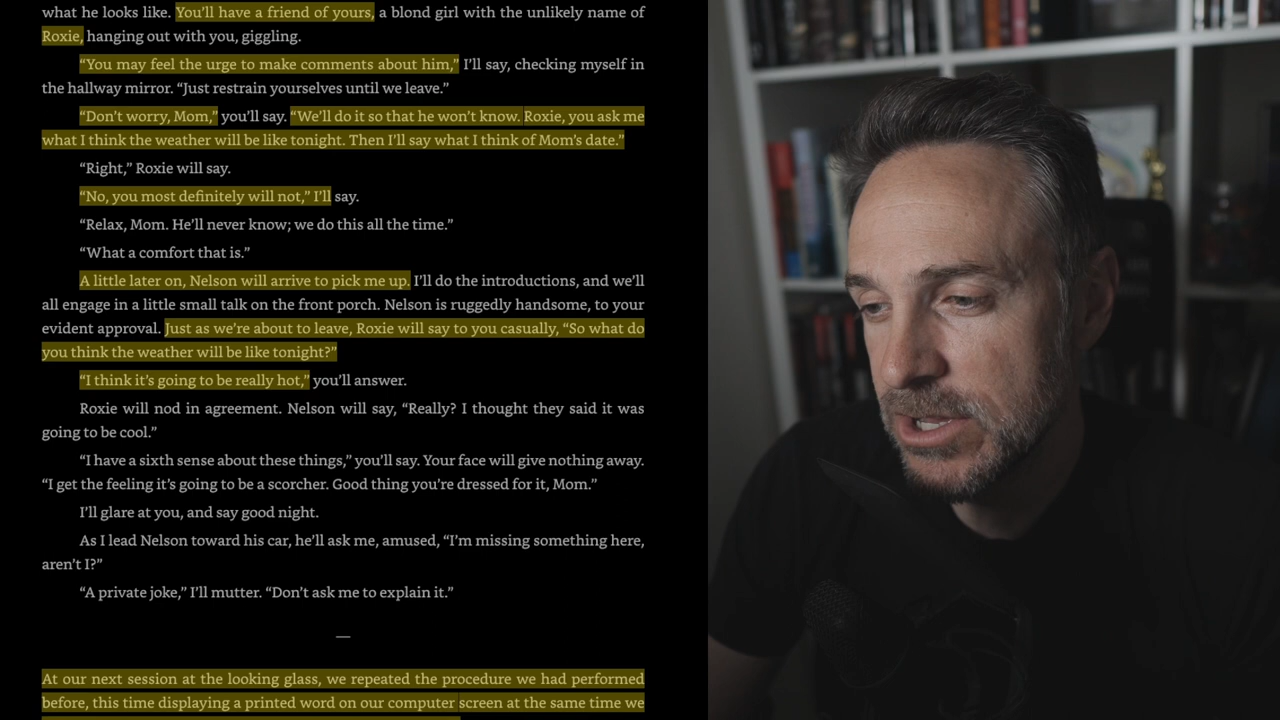 what he looks like. You’ll have a friend of yours, a blond girl with the unlikely name of
Roxie, hanging out with you, giggling.
“You may feel the urge to make comments about him,” I’ll say, checking myself in
the hallway mirror. “Just restrain yourselves until we leave.”
“Don’t worry, Mom,” you’ll say. “We’ll do it so that he won’t know. Roxie, you ask me
what I think the weather will be like tonight. Then I’ll say what I think of Mom’s date.”
“Right,” Roxie will say.
“No, you most definitely will not,” I’ll say.
“Relax, Mom. He’ll never know; we do this all the time.”
“What a comfort that is.”
A little later on, Nelson will arrive to pick me up. I’ll do the introductions, and we’ll
all engage in a little small talk on the front porch. Nelson is ruggedly handsome, to your
evident approval. Just as we’re about to leave, Roxie will say to you casually, “So what do
you think the weather will be like tonight?”
“I think it’s going to be really hot,” you’ll answer.
Roxie will nod in agreement. Nelson will say, “Really? I thought they said it was
going to be cool.”
“I have a sixth sense about these things,” you’ll say. Your face will give nothing away.
“I get the feeling it’s going to be a scorcher. Good thing you’re dressed for it, Mom.”
I’ll glare at you, and say good night.
As I lead Nelson toward his car, he’ll ask me, amused, “I’m missing something here,
aren’t I?”
“A private joke,” I’ll mutter. “Don’t ask me to explain it.”
—
At our next session at the looking glass, we repeated the procedure we had performed
before, this time displaying a printed word on our computer screen at the same time we